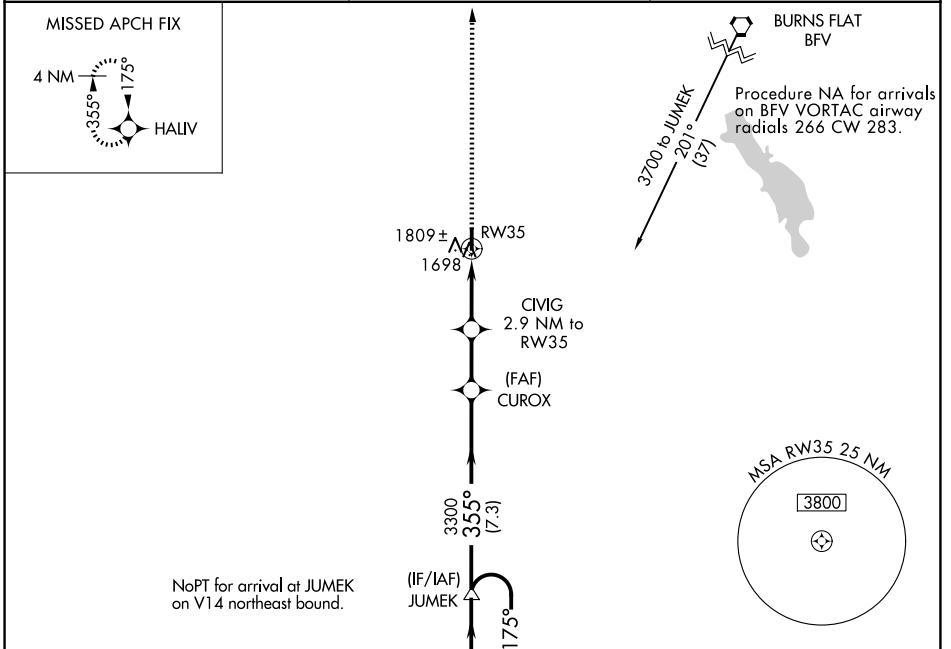 MISSED APCH FIX
4 NM
355°
175°
HALIV
BURNS FLAT
BFV
Procedure NA for arrivals
on BFV VORTAC airway
radials 266 CW 283.
3700 to JUMEK
201°
(37)
1809±
RW35
1698
CIVIG
2.9 NM to
RW35
(FAF)
CUROX
3300
355°
(7.3)
MSA RW35 25 NM
3800
NoPT for arrival at JUMEK
on V14 northeast bound.
(IF/IAF)
JUMEK
175°